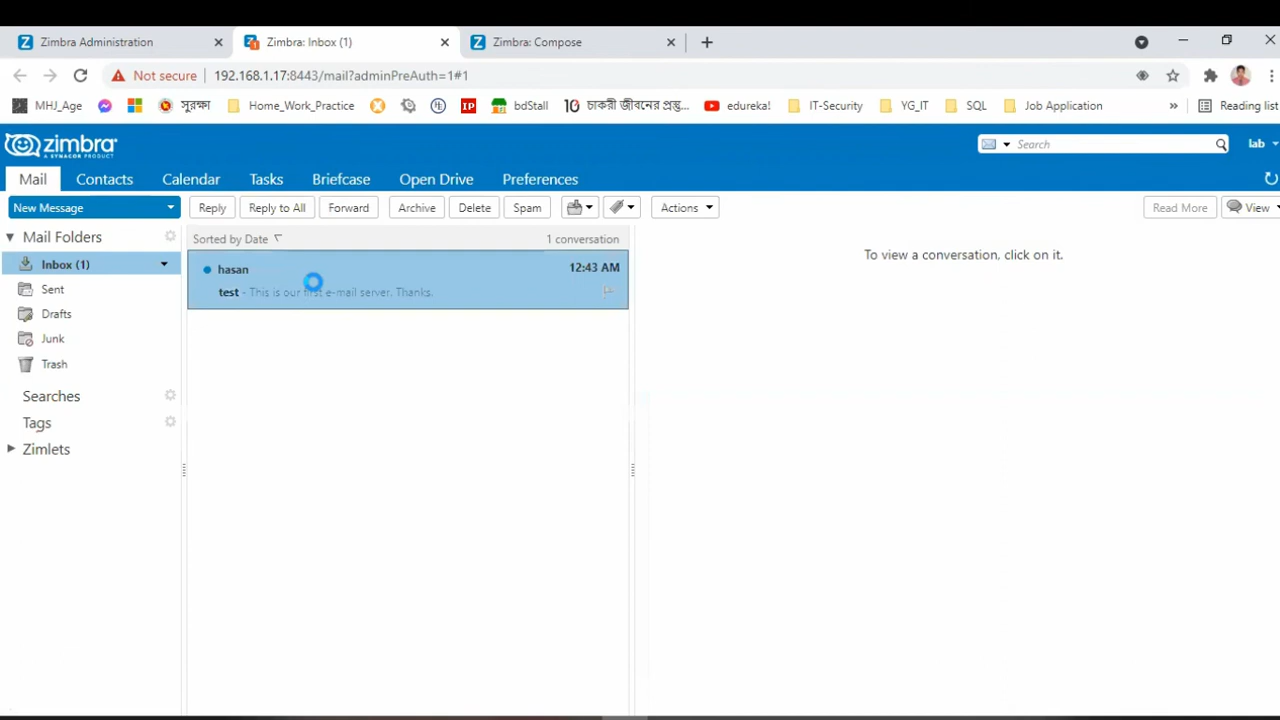 Zimbra Administration
Zimbra: Inbox (1)
Zimbra: Compose
Not secure 192.168.1.17:8443/mail?adminPreAuth=1#1
MHJ_Age সুরক্ষা Home_Work_Practice IP bdStall 10 চাকরী জীবনের প্রস্তু... edureka! IT-Security YG_IT SQL Job Application » Reading list
zimbra
A SYNACOR PRODUCT
Search
lab
Mail Contacts Calendar Tasks Briefcase Open Drive Preferences
New Message Reply Reply to All Forward Archive Delete Spam Actions Read More View
Mail Folders
Inbox (1)
Sent
Drafts
Junk
Trash
Searches
Tags
Zimlets
Sorted by Date 1 conversation
hasan 12:43 AM
test - This is our first e-mail server. Thanks.
To view a conversation, click on it.